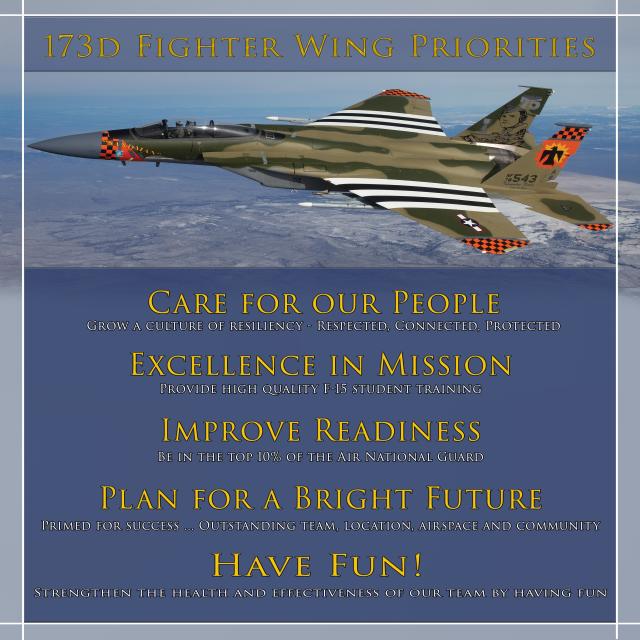 173d Fighter Wing Priorities
543
Care for our People
Grow a culture of resiliency - Respected, Connected, Protected
Excellence in Mission
Provide high quality F-15 student training
Improve Readiness
Be in the top 10% of the Air National Guard
Plan for a Bright Future
Primed for success ... Outstanding team, location, airspace and community
Have Fun!
Strengthen the health and effectiveness of our team by having fun